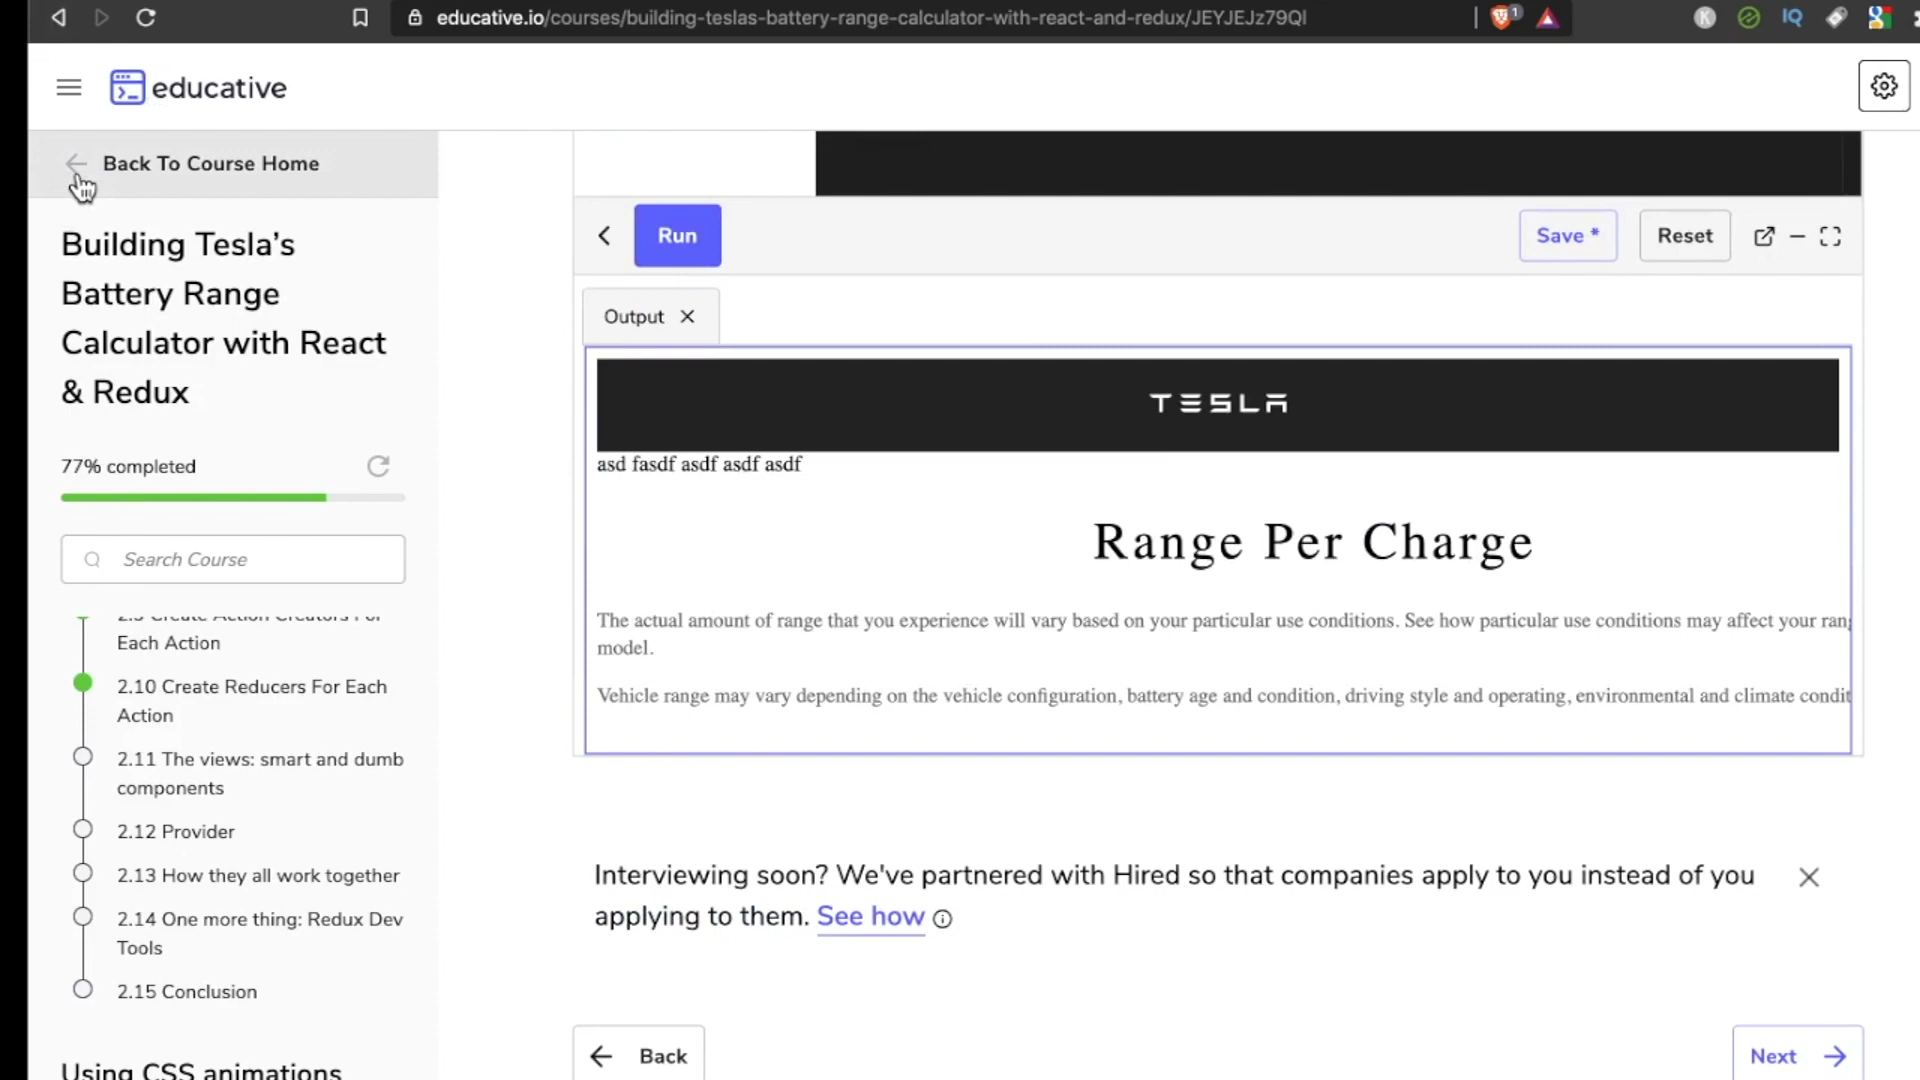 educative.io/courses/building-teslas-battery-range-calculator-with-react-and-redux/JEYJEJz79Ql
1
K
IQ
educative
Back To Course Home
Building Tesla’s
Battery Range
Calculator with React
& Redux
77% completed
Search Course
Each Action
2.10 Create Reducers For Each
Action
2.11 The views: smart and dumb
components
2.12 Provider
2.13 How they all work together
2.14 One more thing: Redux Dev
Tools
2.15 Conclusion
Using CSS animations
Run
Save *
Reset
Output
TESLA
asd fasdf asdf asdf asdf
Range Per Charge
The actual amount of range that you experience will vary based on your particular use conditions. See how particular use conditions may affect your rang
model.
Vehicle range may vary depending on the vehicle configuration, battery age and condition, driving style and operating, environmental and climate condit
Interviewing soon? We've partnered with Hired so that companies apply to you instead of you
applying to them. See how
Back
Next